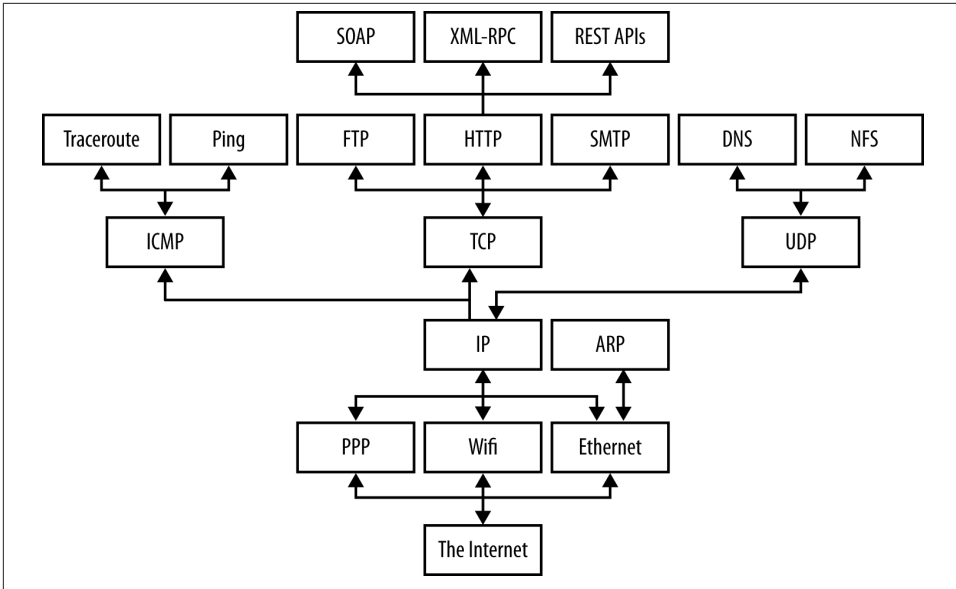 SOAP
XML-RPC
REST APIs
Traceroute
Ping
FTP
HTTP
SMTP
DNS
NFS
ICMP
TCP
UDP
IP
ARP
PPP
Wifi
Ethernet
The Internet